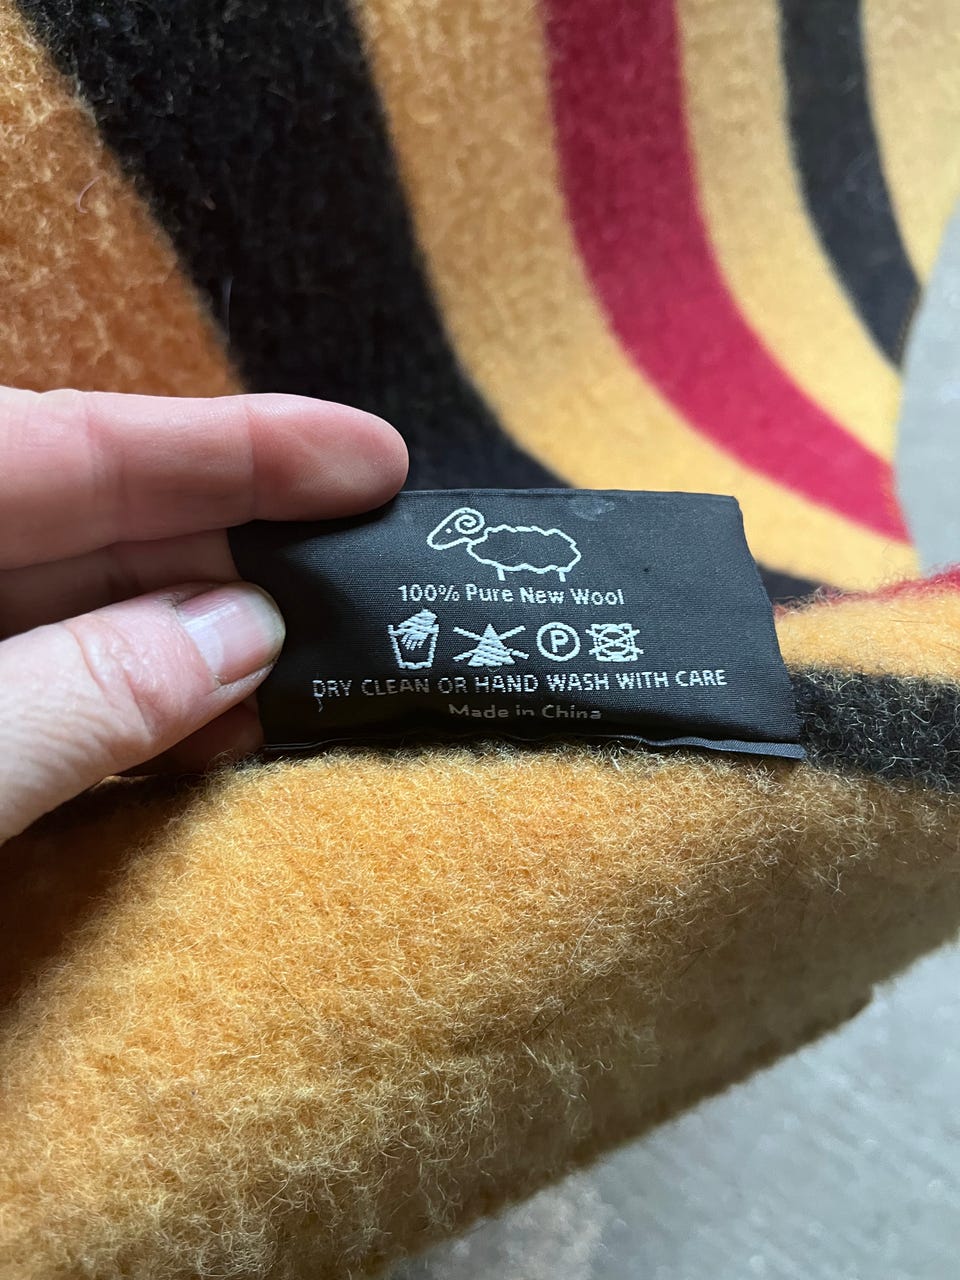 100% Pure New Wool
P
DRY CLEAN OR HAND WASH WITH CARE
Made in China